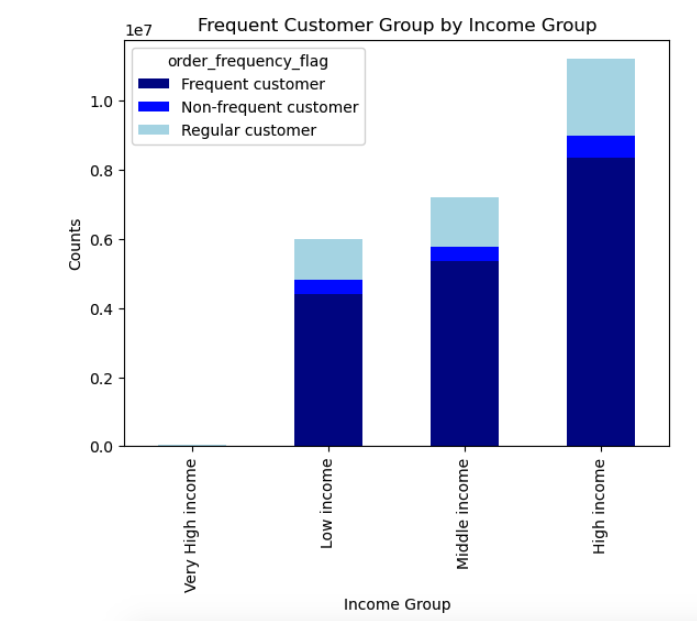 Frequent Customer Group by Income Group
1e7
order_frequency_flag
Frequent customer
Non-frequent customer
Regular customer
1.0
0.8
0.6
0.4
0.2
0.0
Counts
Very High income
Low income
Middle income
High income
Income Group